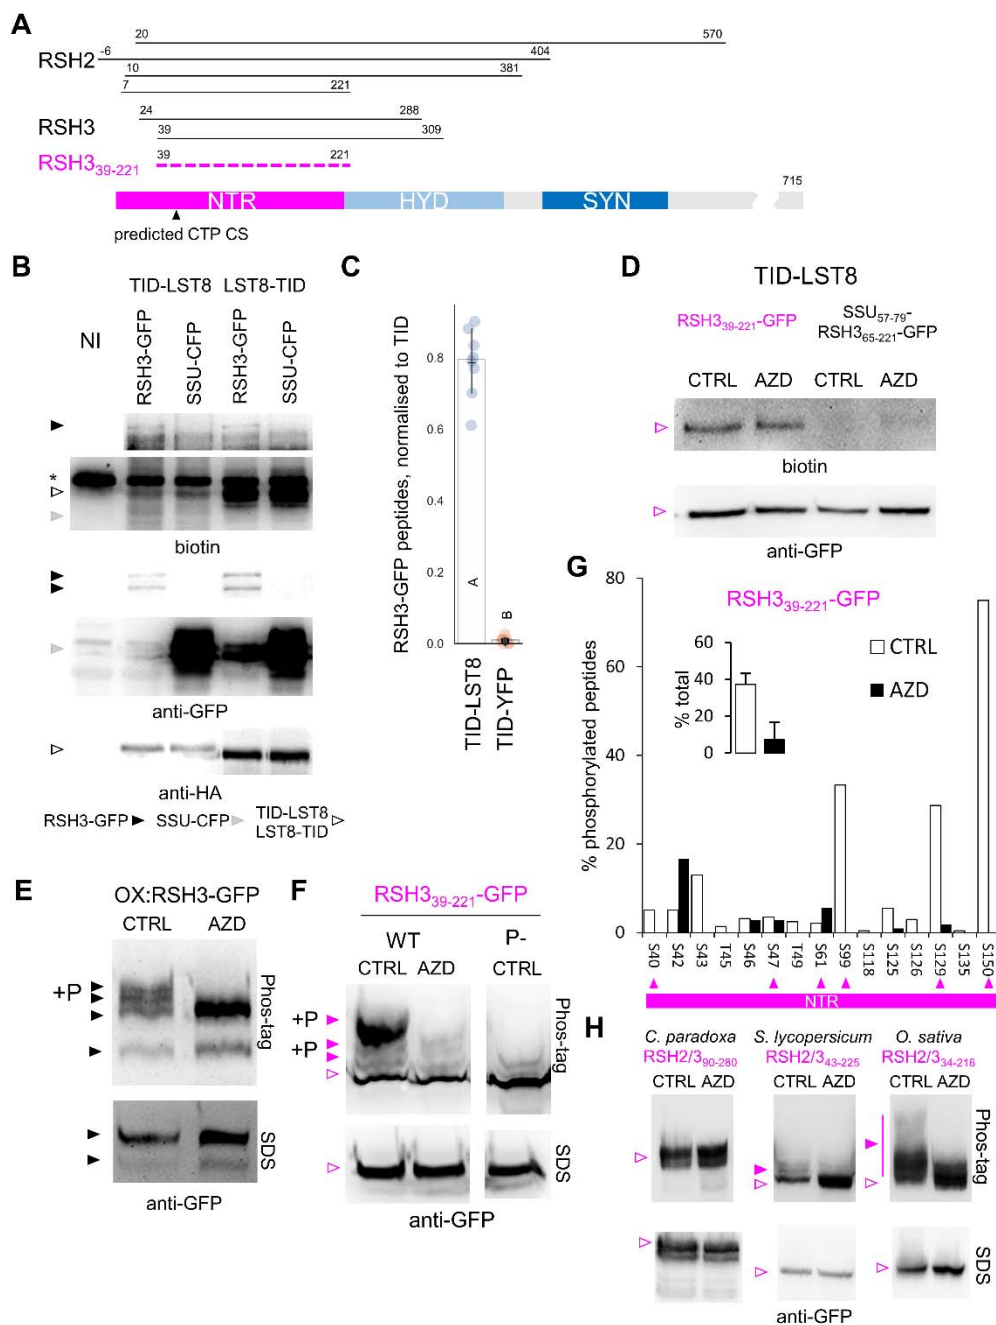 A
20
570
-6
404
RSH2
10
381
7
221
24
288
RSH3
39
309
RSH3₃₉₋₂₂₁
39
221
715
NTR
HYD
SYN
predicted CTP CS
B
TID-LST8
LST8-TID
NI
RSH3-GFP
SSU-CFP
RSH3-GFP
SSU-CFP
*
biotin
anti-GFP
anti-HA
RSH3-GFP
SSU-CFP
TID-LST8
LST8-TID
C
RSH3-GFP peptides, normalised to TID
0.8
0.6
0.4
0.2
0.0
A
B
TID-LST8
TID-YFP
D
TID-LST8
RSH3₃₉₋₂₂₁-GFP
SSU₅₇₋₇₉-
RSH3₆₅₋₂₂₁-GFP
CTRL
AZD
CTRL
AZD
biotin
anti-GFP
E
OX:RSH3-GFP
CTRL
AZD
+P
Phos-tag
SDS
anti-GFP
F
RSH3₃₉₋₂₂₁-GFP
WT
P-
CTRL
AZD
CTRL
+P
+P
Phos-tag
SDS
anti-GFP
G
RSH3₃₉₋₂₂₁-GFP
% phosphorylated peptides
80
60
40
20
0
% total
60
40
20
0
CTRL
AZD
S40
S42
S43
T45
S46
S47
T49
S61
S99
S118
S125
S126
S129
S135
S150
NTR
H
C. paradoxa
RSH2/3₉₀₋₂₈₀
CTRL AZD
S. lycopersicum
RSH2/3₄₃₋₂₂₅
CTRL AZD
O. sativa
RSH2/3₃₄₋₂₁₆
CTRL AZD
Phos-tag
SDS
anti-GFP